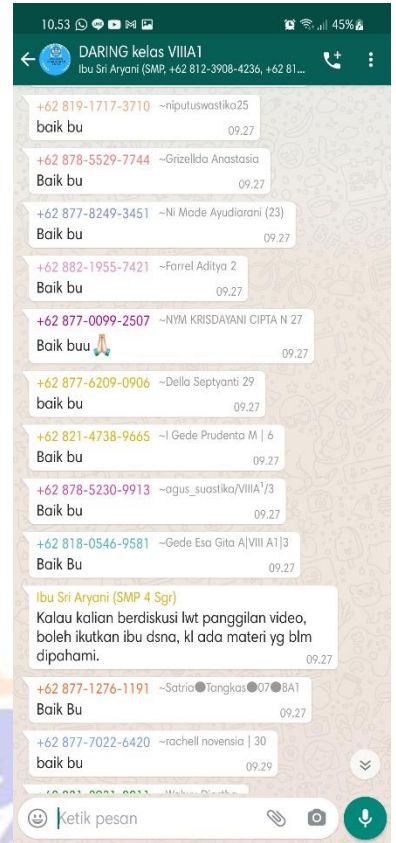 10.53 45%
DARING kelas VIIIA1
Ibu Sri Aryani (SMP, +62 812-3908-4236, +62 81...
+62 819-1717-3710 ~niputuswastika25
baik bu
09.27
+62 878-5529-7744 ~Grizellda Anastasia
Baik bu
09.27
+62 877-8249-3451 ~Ni Made Ayudiarani (23)
Baik bu
09.27
+62 882-1955-7421 ~Farrel Aditya 2
Baik bu
09.27
+62 877-0099-2507 ~NYM KRISDAYANI CIPTA N 27
Baik buu🙏🏻
09.27
+62 877-6209-0906 ~Della Septyanti 29
baik bu
09.27
+62 821-4738-9665 ~I Gede Prudenta M | 6
Baik bu
09.27
+62 878-5230-9913 ~agus_suastika/VIIIA¹/3
Baik bu
09.27
+62 818-0546-9581 ~Gede Esa Gita A|VIII A1|3
Baik Bu
09.27
Ibu Sri Aryani (SMP 4 Sgr)
Kalau kalian berdiskusi lwt panggilan video,
boleh ikutkan ibu dsna, kl ada materi yg blm
dipahami.
09.27
+62 877-1276-1191 ~Satria●Tangkas●07●8A1
Baik Bu
09.27
+62 877-7022-6420 ~rachell novensia | 30
baik bu
09.29
Ketik pesan